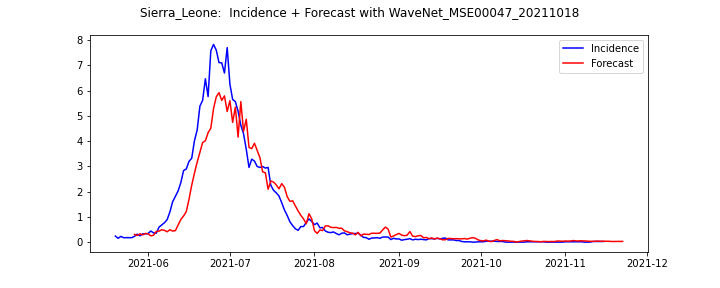 Sierra_Leone:  Incidence + Forecast with WaveNet_MSE00047_20211018
Incidence
Forecast
8
7
6
5
4
3
2
1
0
2021-06 2021-07 2021-08 2021-09 2021-10 2021-11 2021-12